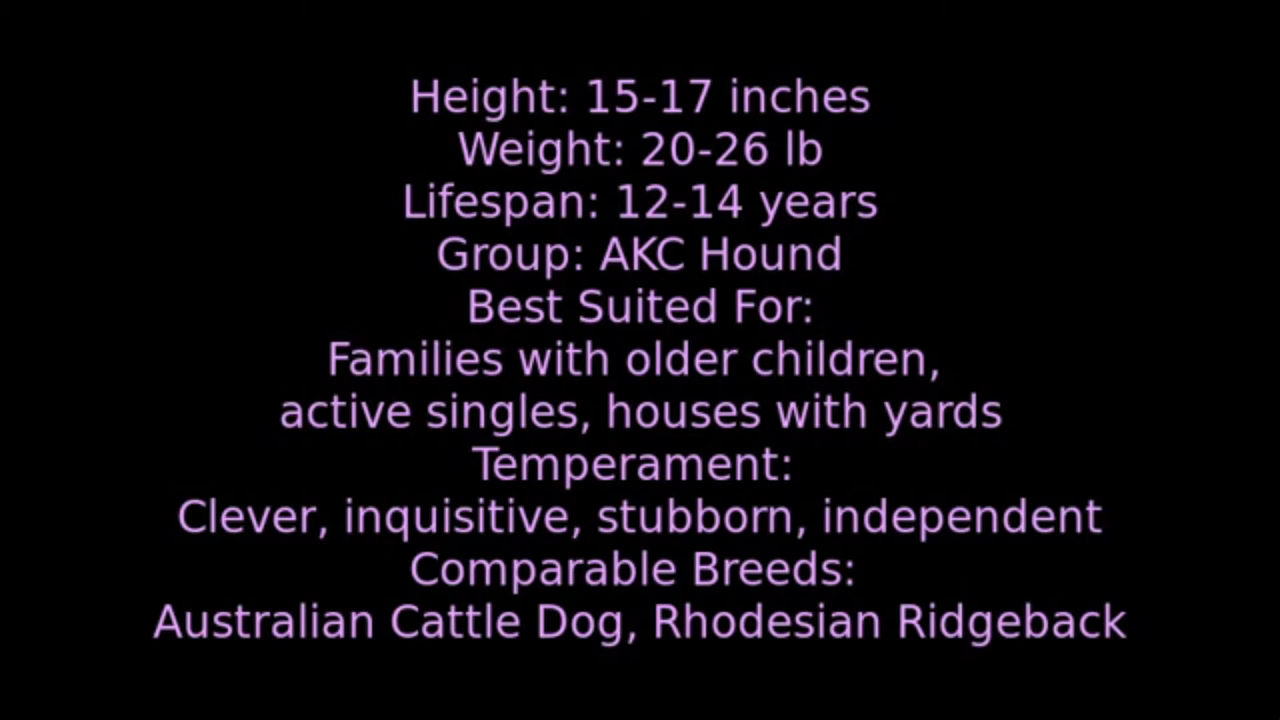 Height: 15-17 inches
Weight: 20-26 lb
Lifespan: 12-14 years
Group: AKC Hound
Best Suited For:
Families with older children,
active singles, houses with yards
Temperament:
Clever, inquisitive, stubborn, independent
Comparable Breeds:
Australian Cattle Dog, Rhodesian Ridgeback